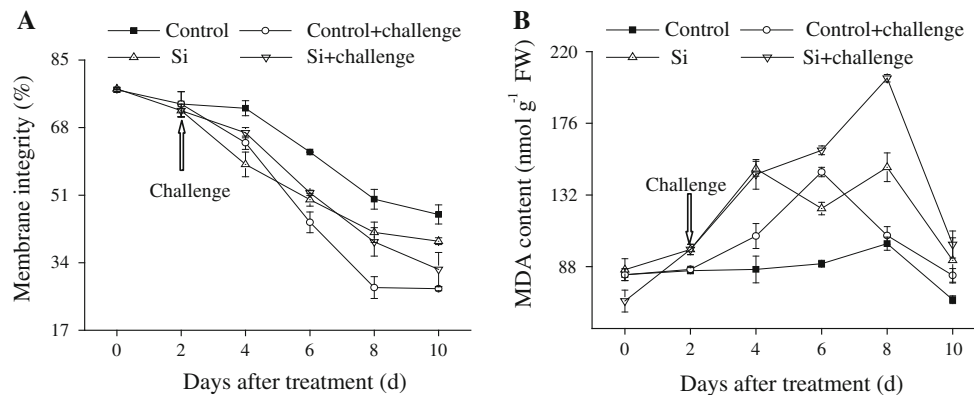 A
Control
Control+challenge
Si
Si+challenge
Membrane integrity (%)
85
68
51
34
17
Challenge
0 2 4 6 8 10
Days after treatment (d)
B
Control
Control+challenge
Si
Si+challenge
MDA content (nmol g-1 FW)
220
176
132
88
Challenge
0 2 4 6 8 10
Days after treatment (d)